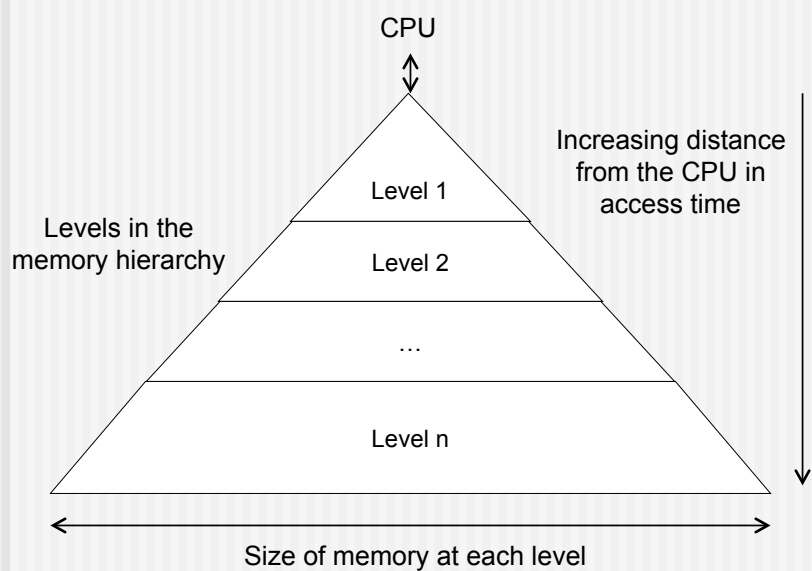 CPU
Increasing distance
from the CPU in
access time
Level 1
Levels in the
memory hierarchy
Level 2
…
Level n
Size of memory at each level